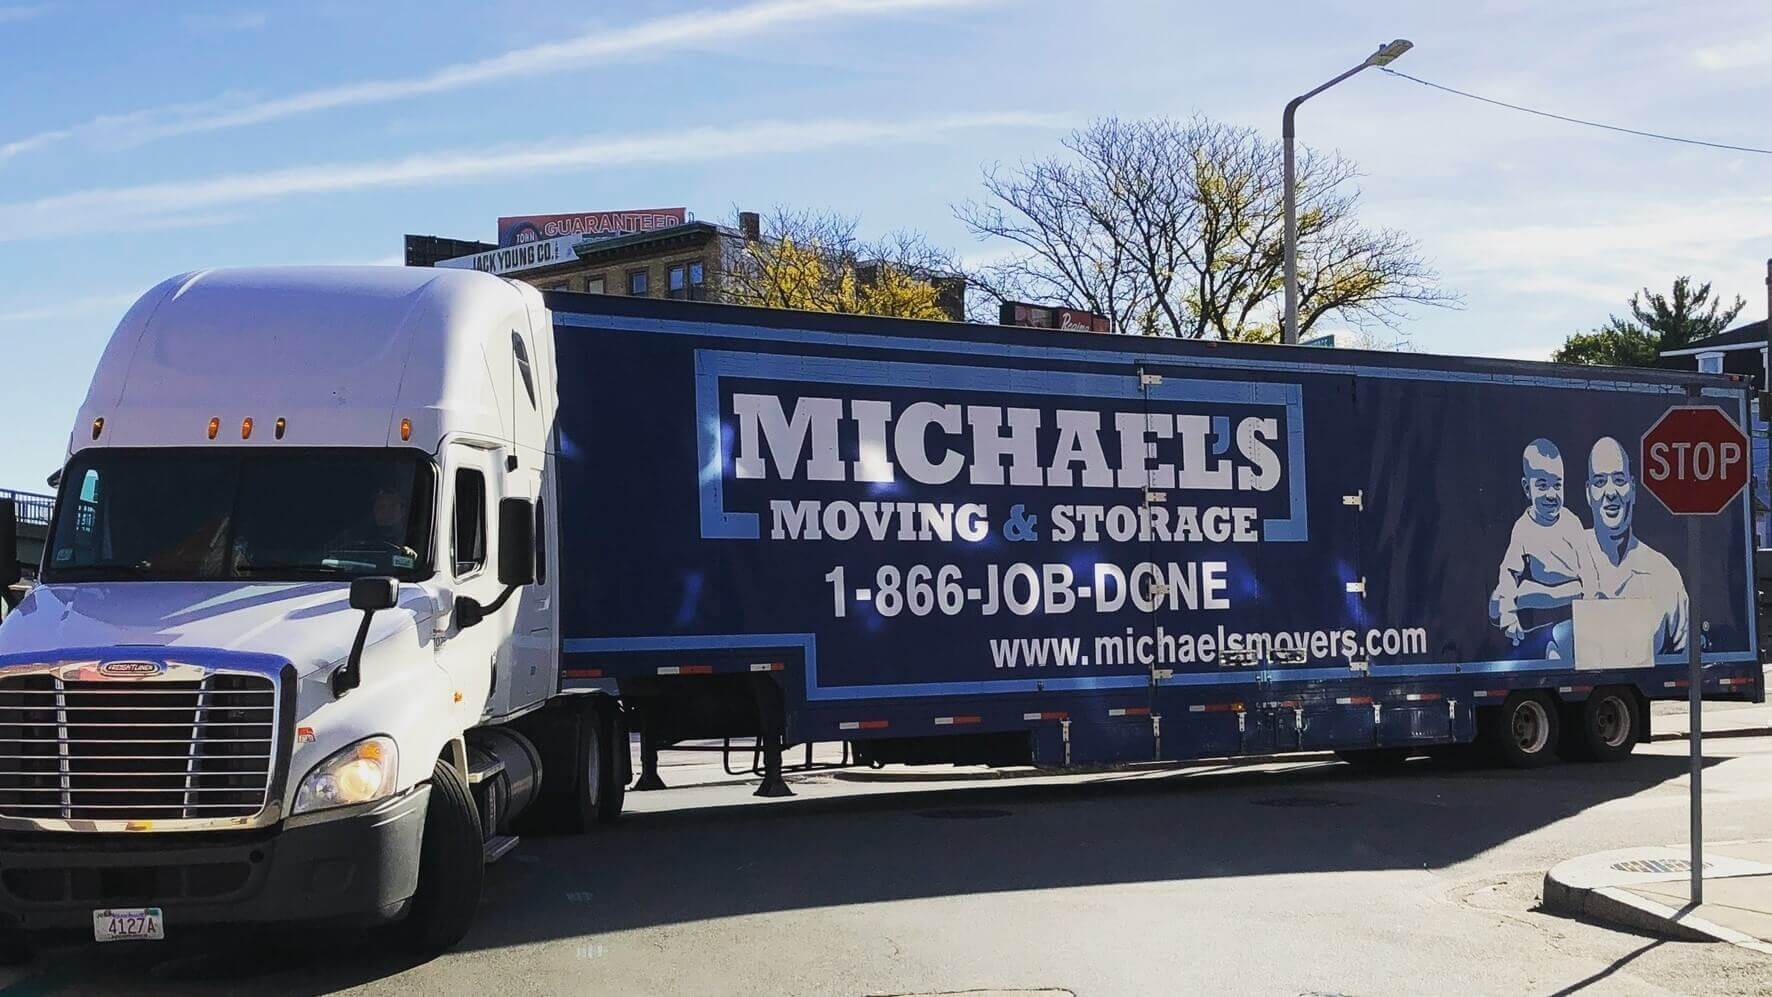 GUARANTEED
JACK YOUNG CO.
MICHAEL'S
MOVING & STORAGE
1-866-JOB-DONE
www.michaelsmovers.com
STOP
FREIGHTLINER
4127A